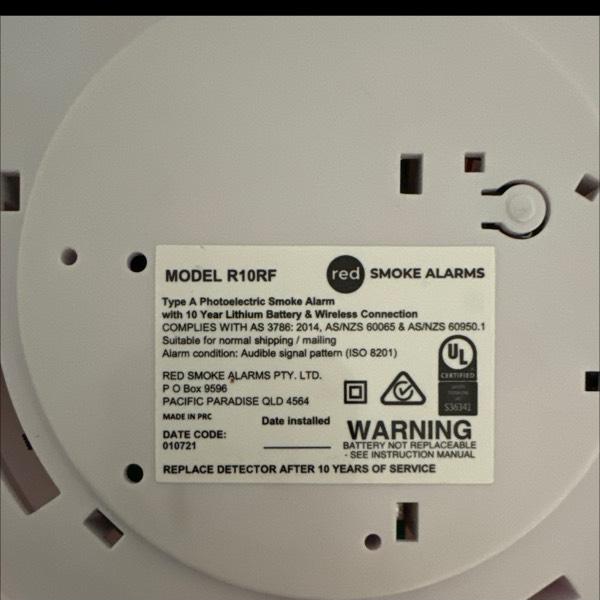 MODEL R10RF
red SMOKE ALARMS
Type A Photoelectric Smoke Alarm
with 10 Year Lithium Battery & Wireless Connection
COMPLIES WITH AS 3786: 2014, AS/NZS 60065 & AS/NZS 60950.1
Suitable for normal shipping / mailing
Alarm condition: Audible signal pattern (ISO 8201)
UL
CERTIFIED
S36341
RED SMOKE ALARMS PTY. LTD.
P O Box 9596
PACIFIC PARADISE QLD 4564
MADE IN PRC
Date installed
DATE CODE:
010721
WARNING
BATTERY NOT REPLACEABLE
- SEE INSTRUCTION MANUAL
REPLACE DETECTOR AFTER 10 YEARS OF SERVICE